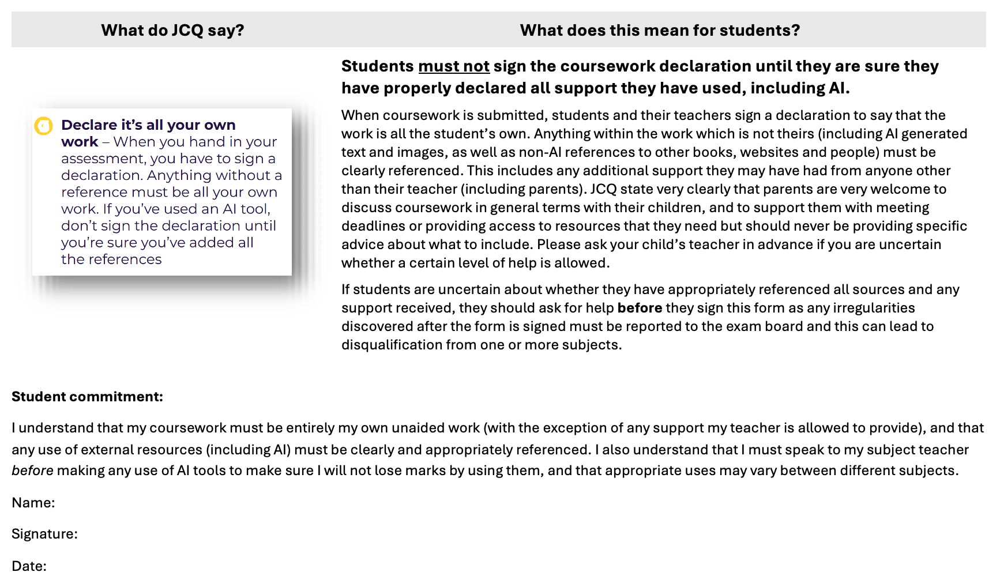 What do JCQ say?
What does this mean for students?
Declare it’s all your own
work – When you hand in your
assessment, you have to sign a
declaration. Anything without a
reference must be all your own
work. If you’ve used an AI tool,
don’t sign the declaration until
you’re sure you’ve added all
the references
Students must not sign the coursework declaration until they are sure they
have properly declared all support they have used, including AI.
When coursework is submitted, students and their teachers sign a declaration to say that the
work is all the student’s own. Anything within the work which is not theirs (including AI generated
text and images, as well as non-AI references to other books, websites and people) must be
clearly referenced. This includes any additional support they may have had from anyone other
than their teacher (including parents). JCQ state very clearly that parents are very welcome to
discuss coursework in general terms with their children, and to support them with meeting
deadlines or providing access to resources that they need but should never be providing specific
advice about what to include. Please ask your child’s teacher in advance if you are uncertain
whether a certain level of help is allowed.
If students are uncertain about whether they have appropriately referenced all sources and any
support received, they should ask for help before they sign this form as any irregularities
discovered after the form is signed must be reported to the exam board and this can lead to
disqualification from one or more subjects.
Student commitment:
I understand that my coursework must be entirely my own unaided work (with the exception of any support my teacher is allowed to provide), and that
any use of external resources (including AI) must be clearly and appropriately referenced. I also understand that I must speak to my subject teacher
before making any use of AI tools to make sure I will not lose marks by using them, and that appropriate uses may vary between different subjects.
Name:
Signature:
Date: